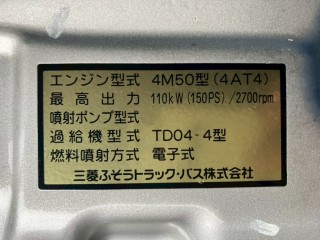 エンジン型式 4M50型(4AT4)
最高出力 110kW(150PS)/2700rpm
噴射ポンプ型式
過給機型式 TD04-4型
燃料噴射方式 電子式
三菱ふそうトラック・バス株式会社